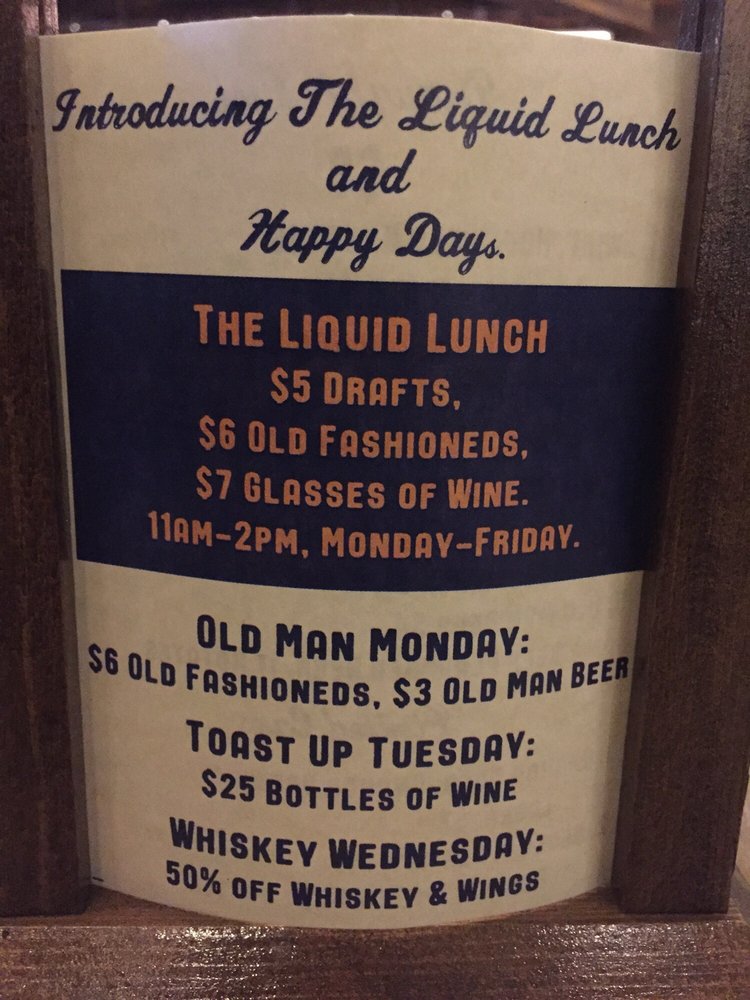 Introducing The Liquid Lunch
and
Happy Days.
THE LIQUID LUNCH
$5 DRAFTS,
$6 OLD FASHIONEDS,
$7 GLASSES OF WINE.
11AM-2PM, MONDAY-FRIDAY.
OLD MAN MONDAY:
$6 OLD FASHIONEDS, $3 OLD MAN BEER
TOAST UP TUESDAY:
$25 BOTTLES OF WINE
WHISKEY WEDNESDAY:
50% OFF WHISKEY & WINGS